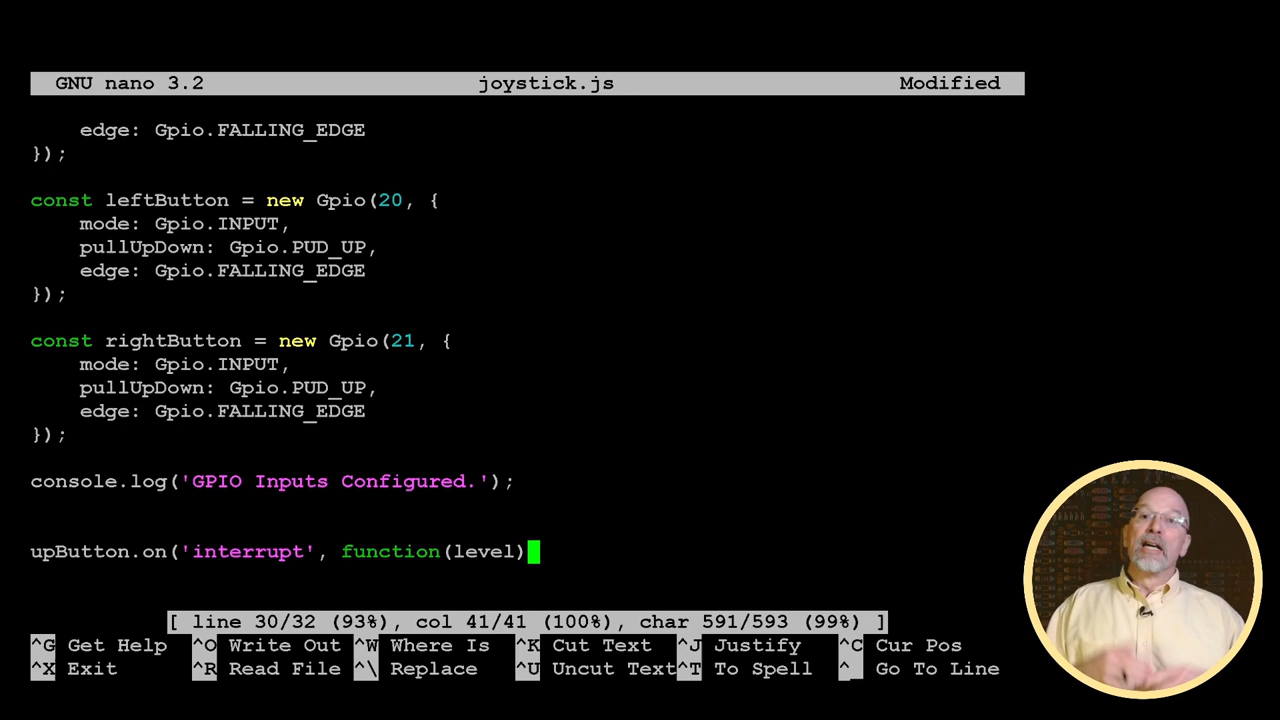 GNU nano 3.2 joystick.js Modified
edge: Gpio.FALLING_EDGE
});
const leftButton = new Gpio(20, {
mode: Gpio.INPUT,
pullUpDown: Gpio.PUD_UP,
edge: Gpio.FALLING_EDGE
});
const rightButton = new Gpio(21, {
mode: Gpio.INPUT,
pullUpDown: Gpio.PUD_UP,
edge: Gpio.FALLING_EDGE
});
console.log('GPIO Inputs Configured.');
upButton.on('interrupt', function(level)
[ line 30/32 (93%), col 41/41 (100%), char 591/593 (99%) ]
^G Get Help ^O Write Out ^W Where Is ^K Cut Text ^J Justify ^C Cur Pos
^X Exit ^R Read File ^\ Replace ^U Uncut Text ^T To Spell ^_ Go To Line